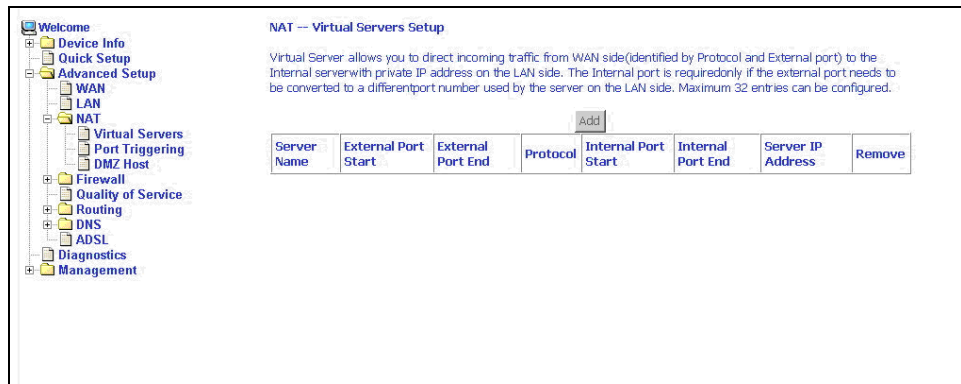 Welcome
Device Info
Quick Setup
Advanced Setup
WAN
LAN
NAT
Virtual Servers
Port Triggering
DMZ Host
Firewall
Quality of Service
Routing
DNS
ADSL
Diagnostics
Management
NAT -- Virtual Servers Setup
Virtual Server allows you to direct incoming traffic from WAN side(identified by Protocol and External port) to the
Internal serverwith private IP address on the LAN side. The Internal port is requiredonly if the external port needs to
be converted to a differentport number used by the server on the LAN side. Maximum 32 entries can be configured.
Add
Server Name
External Port Start
External Port End
Protocol
Internal Port Start
Internal Port End
Server IP Address
Remove